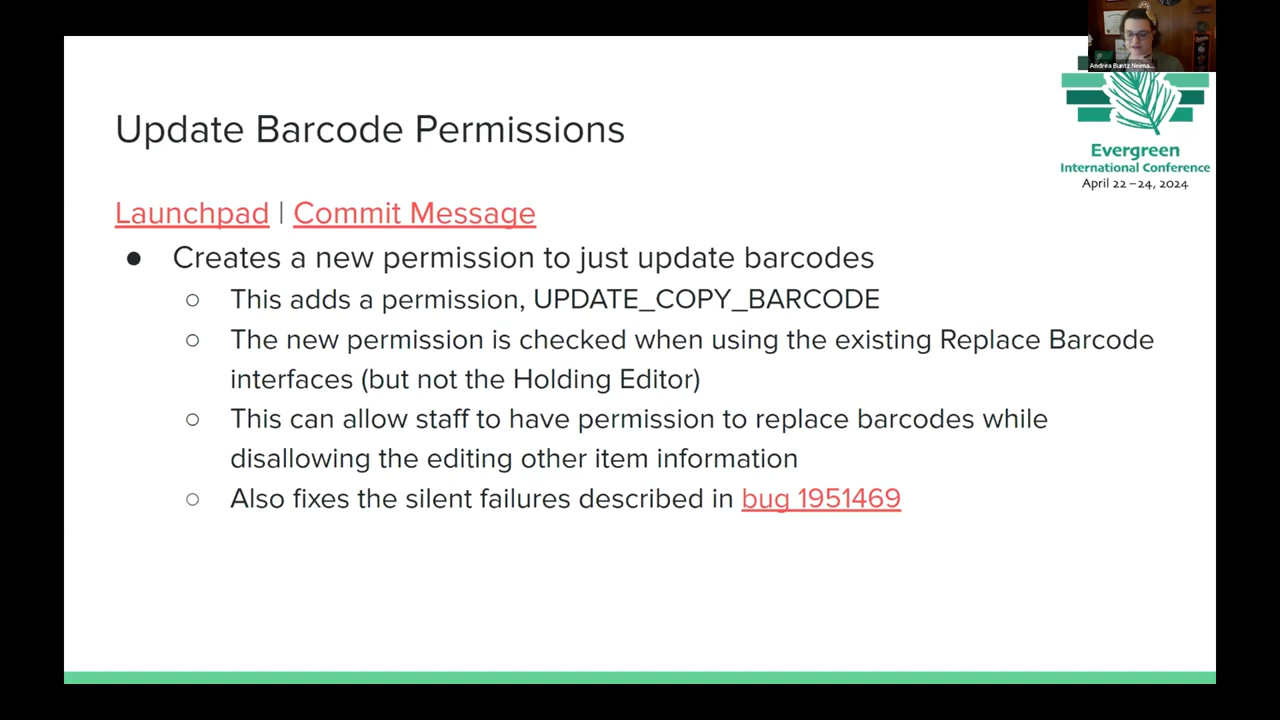 Andrea Buntz Neima...
Evergreen
International Conference
April 22–24, 2024
Update Barcode Permissions
Launchpad | Commit Message
● Creates a new permission to just update barcodes
○ This adds a permission, UPDATE_COPY_BARCODE
○ The new permission is checked when using the existing Replace Barcode
interfaces (but not the Holding Editor)
○ This can allow staff to have permission to replace barcodes while
disallowing the editing other item information
○ Also fixes the silent failures described in bug 1951469